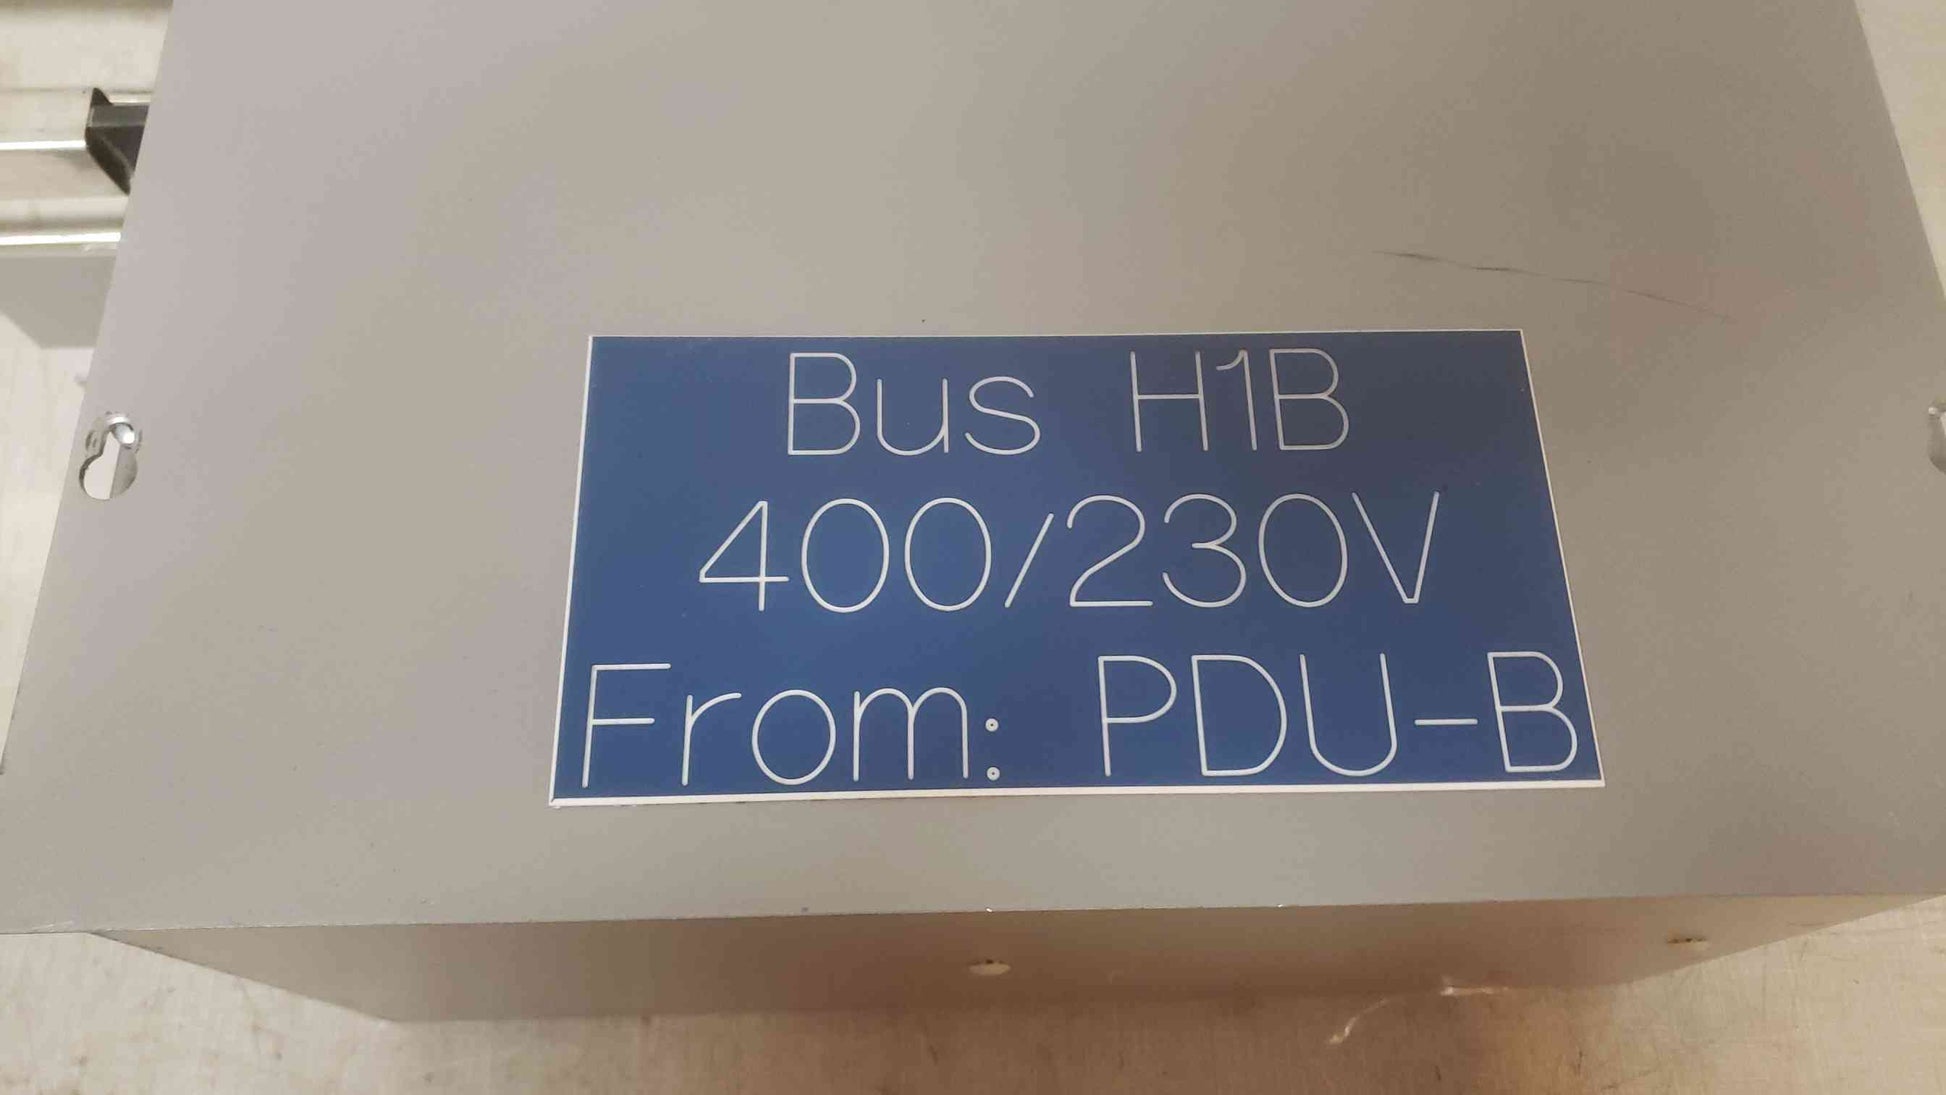 Bus H1B
400/230V
From: PDU-B